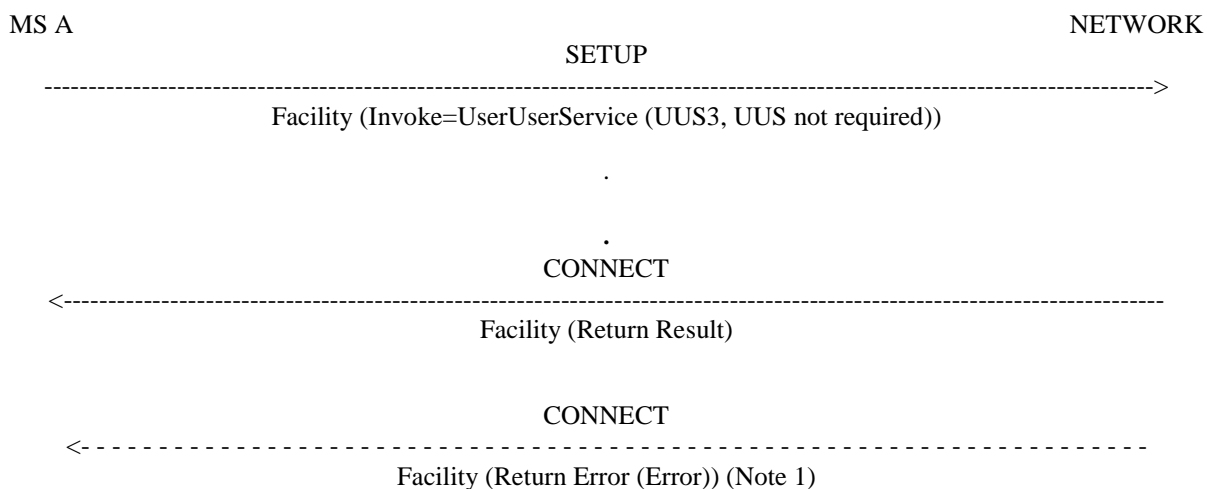 MS A NETWORK
SETUP
------------------------------------------------------------------------------------------------------------------------>
Facility (Invoke=UserUserService (UUS3, UUS not required))
.
.
CONNECT
<-----------------------------------------------------------------------------------------------------------------------
Facility (Return Result)
CONNECT
<- - - - - - - - - - - - - - - - - - - - - - - - - - - - - - - - - - - - - - - - - - - - - - - - - - - - - - - - - - - - - - - - - - - - - -
Facility (Return Error (Error)) (Note 1)